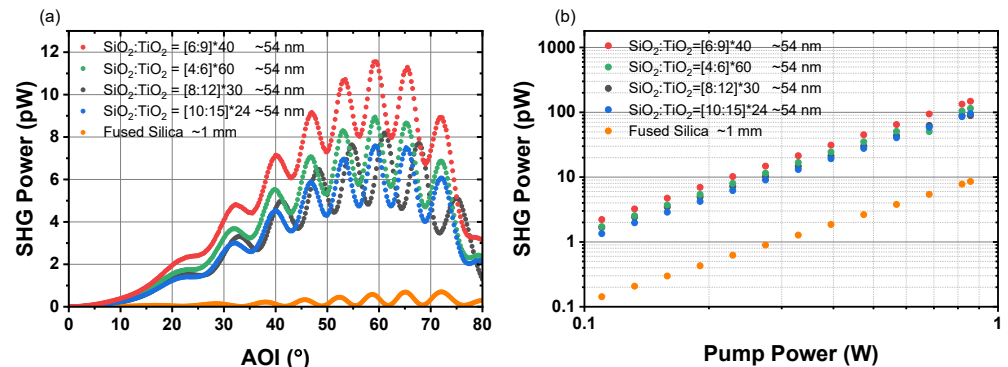 (a)
SHG Power (pW)
13
12
10
8
6
4
2
0
SiO₂:TiO₂ = [6:9]*40 ~54 nm
SiO₂:TiO₂ = [4:6]*60 ~54 nm
SiO₂:TiO₂ = [8:12]*30 ~54 nm
SiO₂:TiO₂ = [10:15]*24 ~54 nm
Fused Silica ~1 mm
0 10 20 30 40 50 60 70 80
AOI (°)
(b)
SHG Power (pW)
1000
100
10
1
0.1
SiO₂:TiO₂=[6:9]*40 ~54 nm
SiO₂:TiO₂=[4:6]*60 ~54 nm
SiO₂:TiO₂=[8:12]*30 ~54 nm
SiO₂:TiO₂=[10:15]*24 ~54 nm
Fused Silica ~1 mm
0.1 1
Pump Power (W)